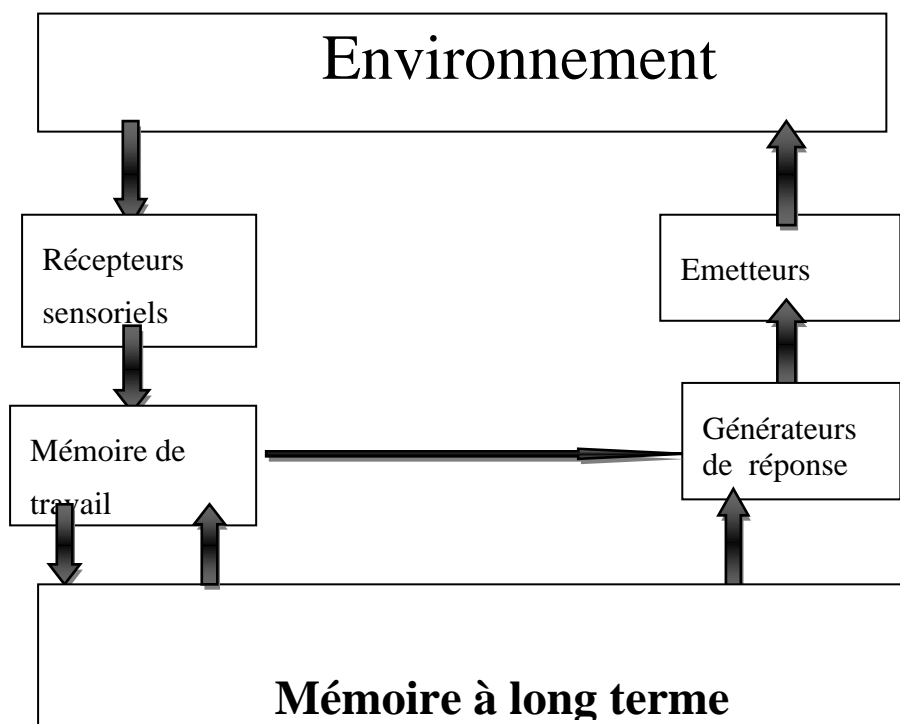 Environnement
Récepteurs
sensoriels
Emetteurs
Mémoire de
travail
Générateurs
de réponse
Mémoire à long terme